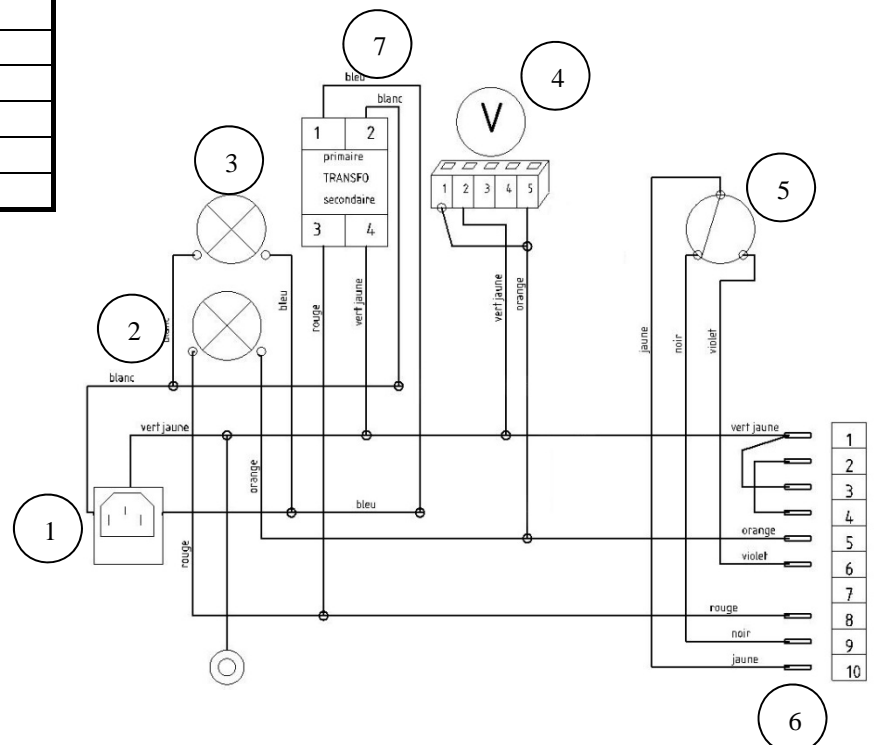 7
bleu
4
blanc
V
1 2
primaire
TRANSFO
secondaire
3 4
1 2 3 4 5
3
5
bleu
rouge
vert jaune
vert jaune
orange
jaune
noir
violet
2
blanc
blanc
vert jaune
vert jaune
1
2
3
4
5
6
7
8
9
10
orange
bleu
1
orange
violet
rouge
rouge
noir
jaune
6